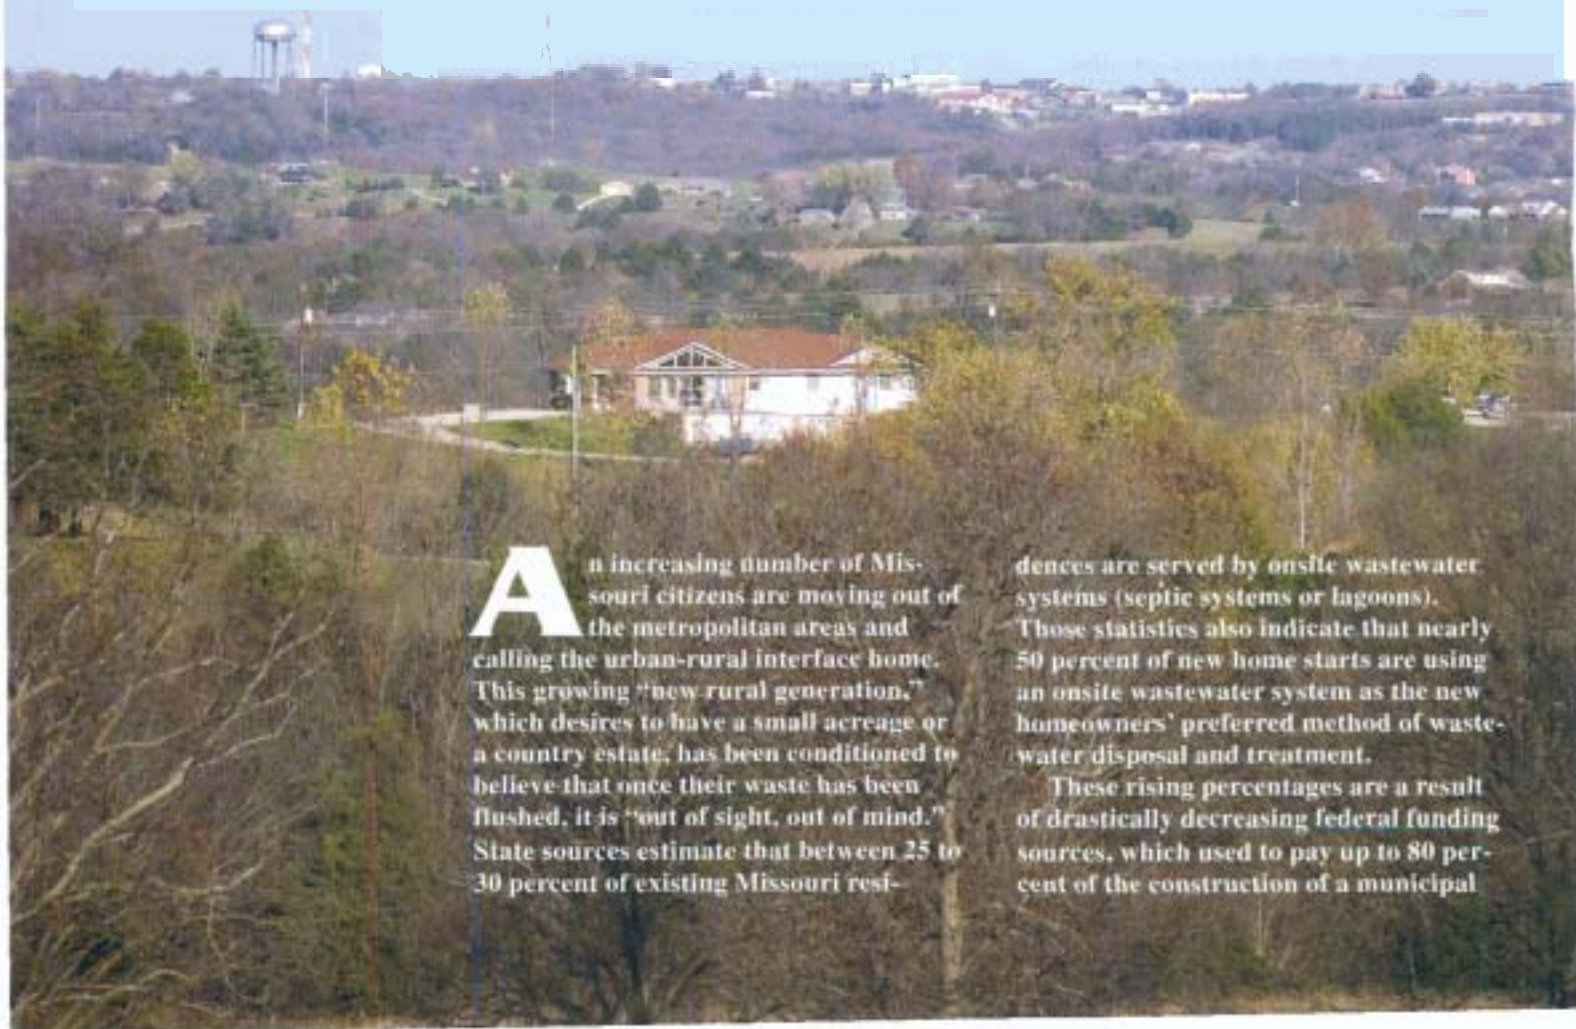 An increasing number of Mis-
souri citizens are moving out of
the metropolitan areas and
calling the urban-rural interface home.
This growing “new rural generation,”
which desires to have a small acreage or
a country estate, has been conditioned to
believe that once their waste has been
flushed, it is “out of sight, out of mind.”
State sources estimate that between 25 to
30 percent of existing Missouri resi-
dences are served by onsite wastewater
systems (septic systems or lagoons).
Those statistics also indicate that nearly
50 percent of new home starts are using
an onsite wastewater system as the new
homeowners’ preferred method of waste-
water disposal and treatment.
These rising percentages are a result
of drastically decreasing federal funding
sources, which used to pay up to 80 per-
cent of the construction of a municipal